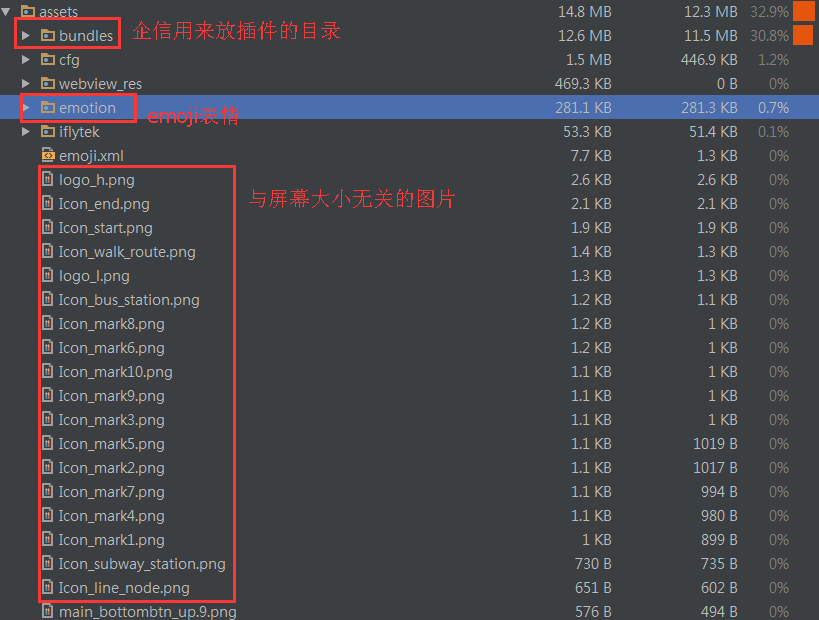 assets 14.8 MB 12.3 MB 32.9%
bundles 企信用来放插件的目录 12.6 MB 11.5 MB 30.8%
cfg 1.5 MB 446.9 KB 1.2%
webview_res 469.3 KB 0 B 0%
emotion emoji表情 281.1 KB 281.3 KB 0.7%
iflytek 53.3 KB 51.4 KB 0.1%
emoji.xml 7.7 KB 1.3 KB 0%
logo_h.png 与屏幕大小无关的图片 2.6 KB 2.6 KB 0%
Icon_end.png 2.1 KB 2.1 KB 0%
Icon_start.png 1.9 KB 1.9 KB 0%
Icon_walk_route.png 1.4 KB 1.3 KB 0%
logo_l.png 1.3 KB 1.3 KB 0%
Icon_bus_station.png 1.2 KB 1.1 KB 0%
Icon_mark8.png 1.2 KB 1 KB 0%
Icon_mark6.png 1.2 KB 1 KB 0%
Icon_mark10.png 1.1 KB 1 KB 0%
Icon_mark9.png 1.1 KB 1 KB 0%
Icon_mark3.png 1.1 KB 1 KB 0%
Icon_mark5.png 1.1 KB 1019 B 0%
Icon_mark2.png 1.1 KB 1017 B 0%
Icon_mark7.png 1.1 KB 994 B 0%
Icon_mark4.png 1.1 KB 980 B 0%
Icon_mark1.png 1 KB 899 B 0%
Icon_subway_station.png 730 B 735 B 0%
Icon_line_node.png 651 B 602 B 0%
main_bottombtn_up.9.png 576 B 494 B 0%